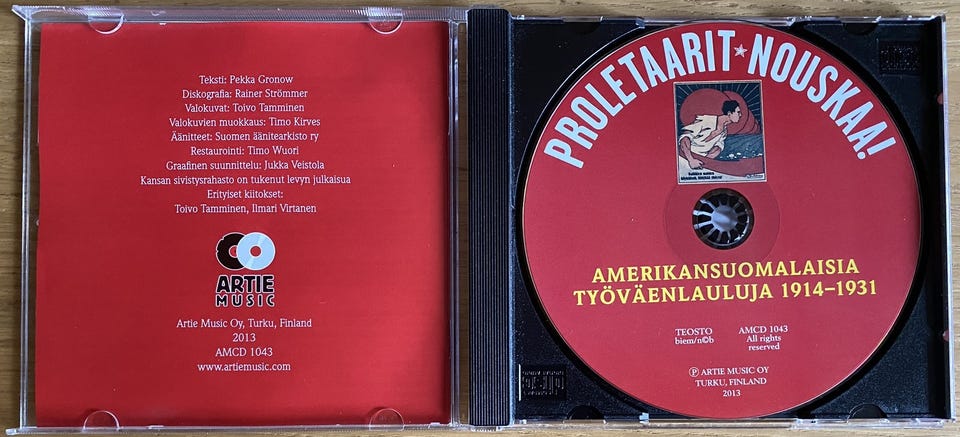 Teksti: Pekka Gronow
Diskografia: Rainer Strömmer
Valokuvat: Toivo Tamminen
Valokuvien muokkaus: Timo Kirves
Äänitteet: Suomen äänitearkisto ry
Restaurointi: Timo Wuori
Graafinen suunnittelu: Jukka Veistola
Kansan sivistysrahasto on tukenut levyn julkaisua
Erityiset kiitokset:
Toivo Tamminen, Ilmari Virtanen
ARTIE
MUSIC
Artie Music Oy, Turku, Finland
2013
AMCD 1043
www.artiemusic.com
PROLETAARIT★NOUSKAA!
AMERIKANSUOMALAISIA
TYÖVÄENLAULUJA 1914–1931
TEOSTO
biem/n©b
AMCD 1043
All rights
reserved
Ⓟ ARTIE MUSIC OY
TURKU, FINLAND
2013